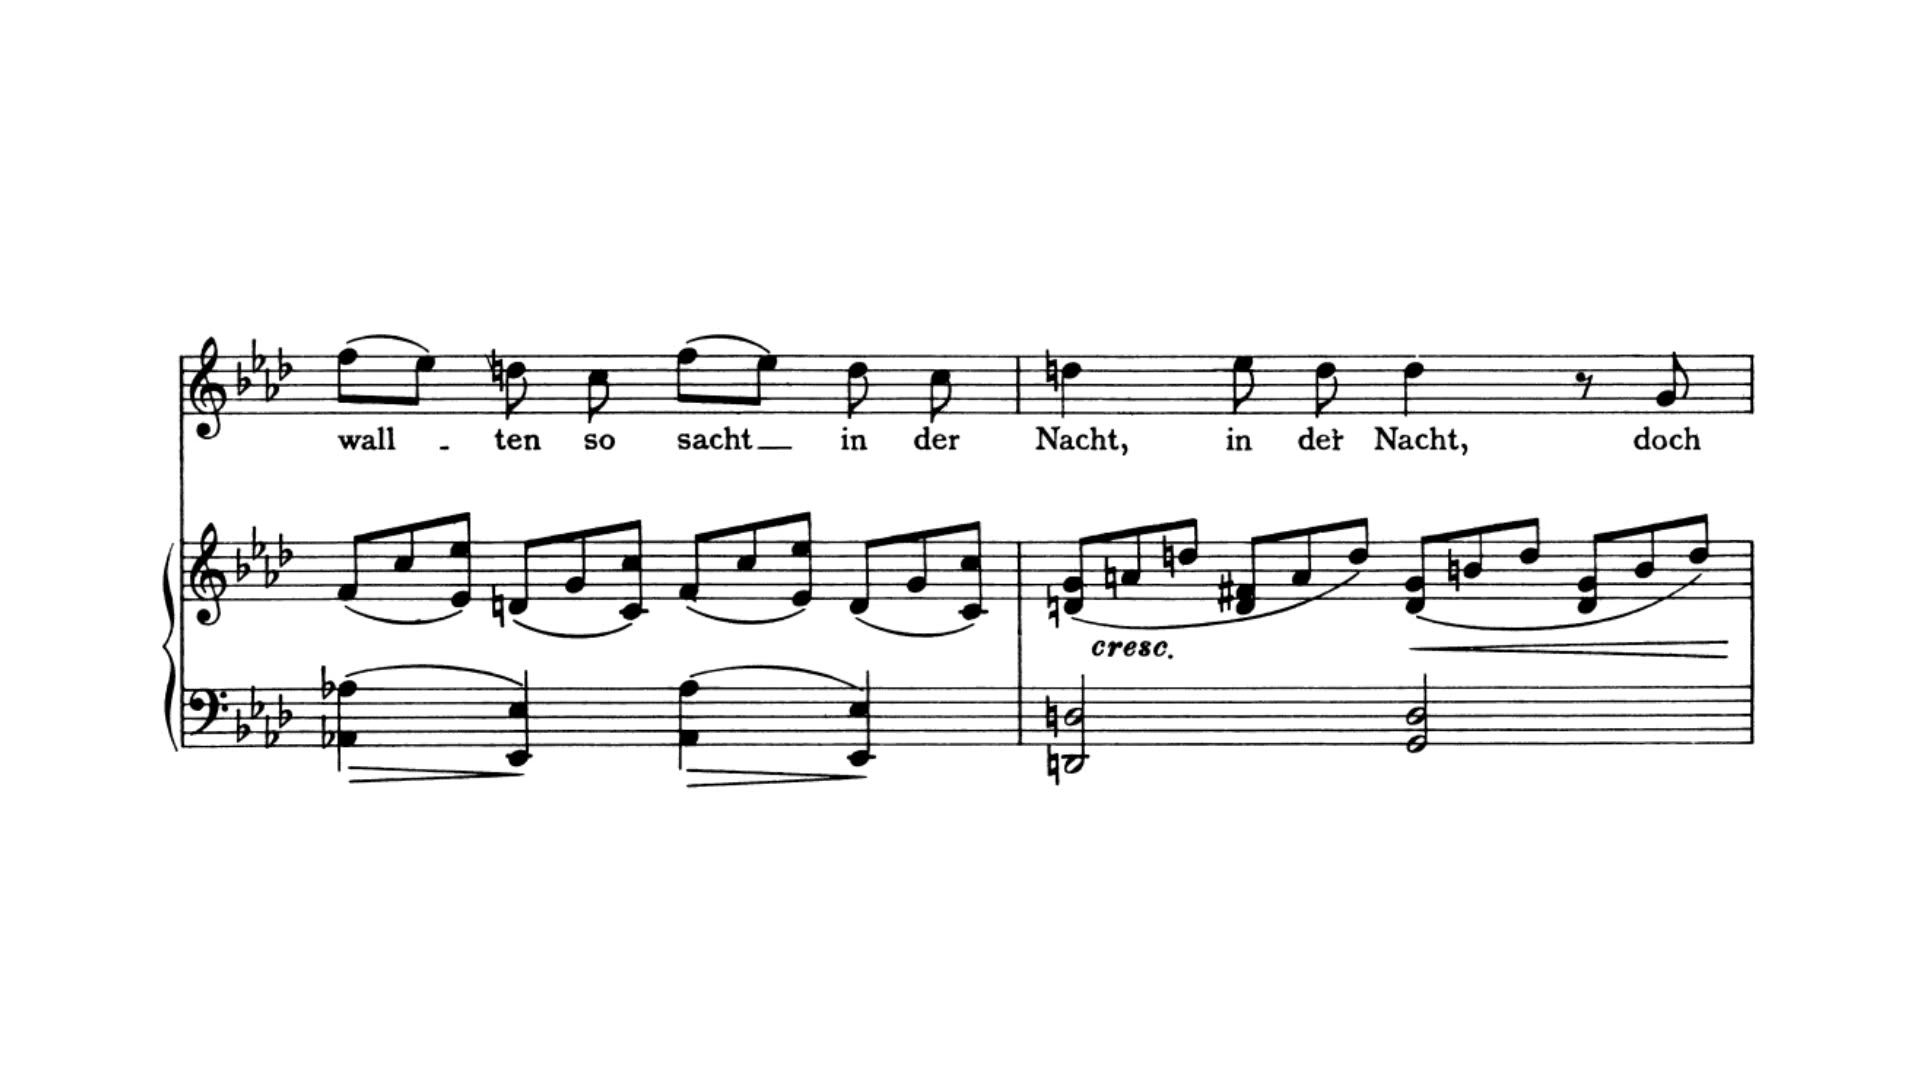 wall - ten so sacht in der Nacht, in der Nacht, doch
cresc.